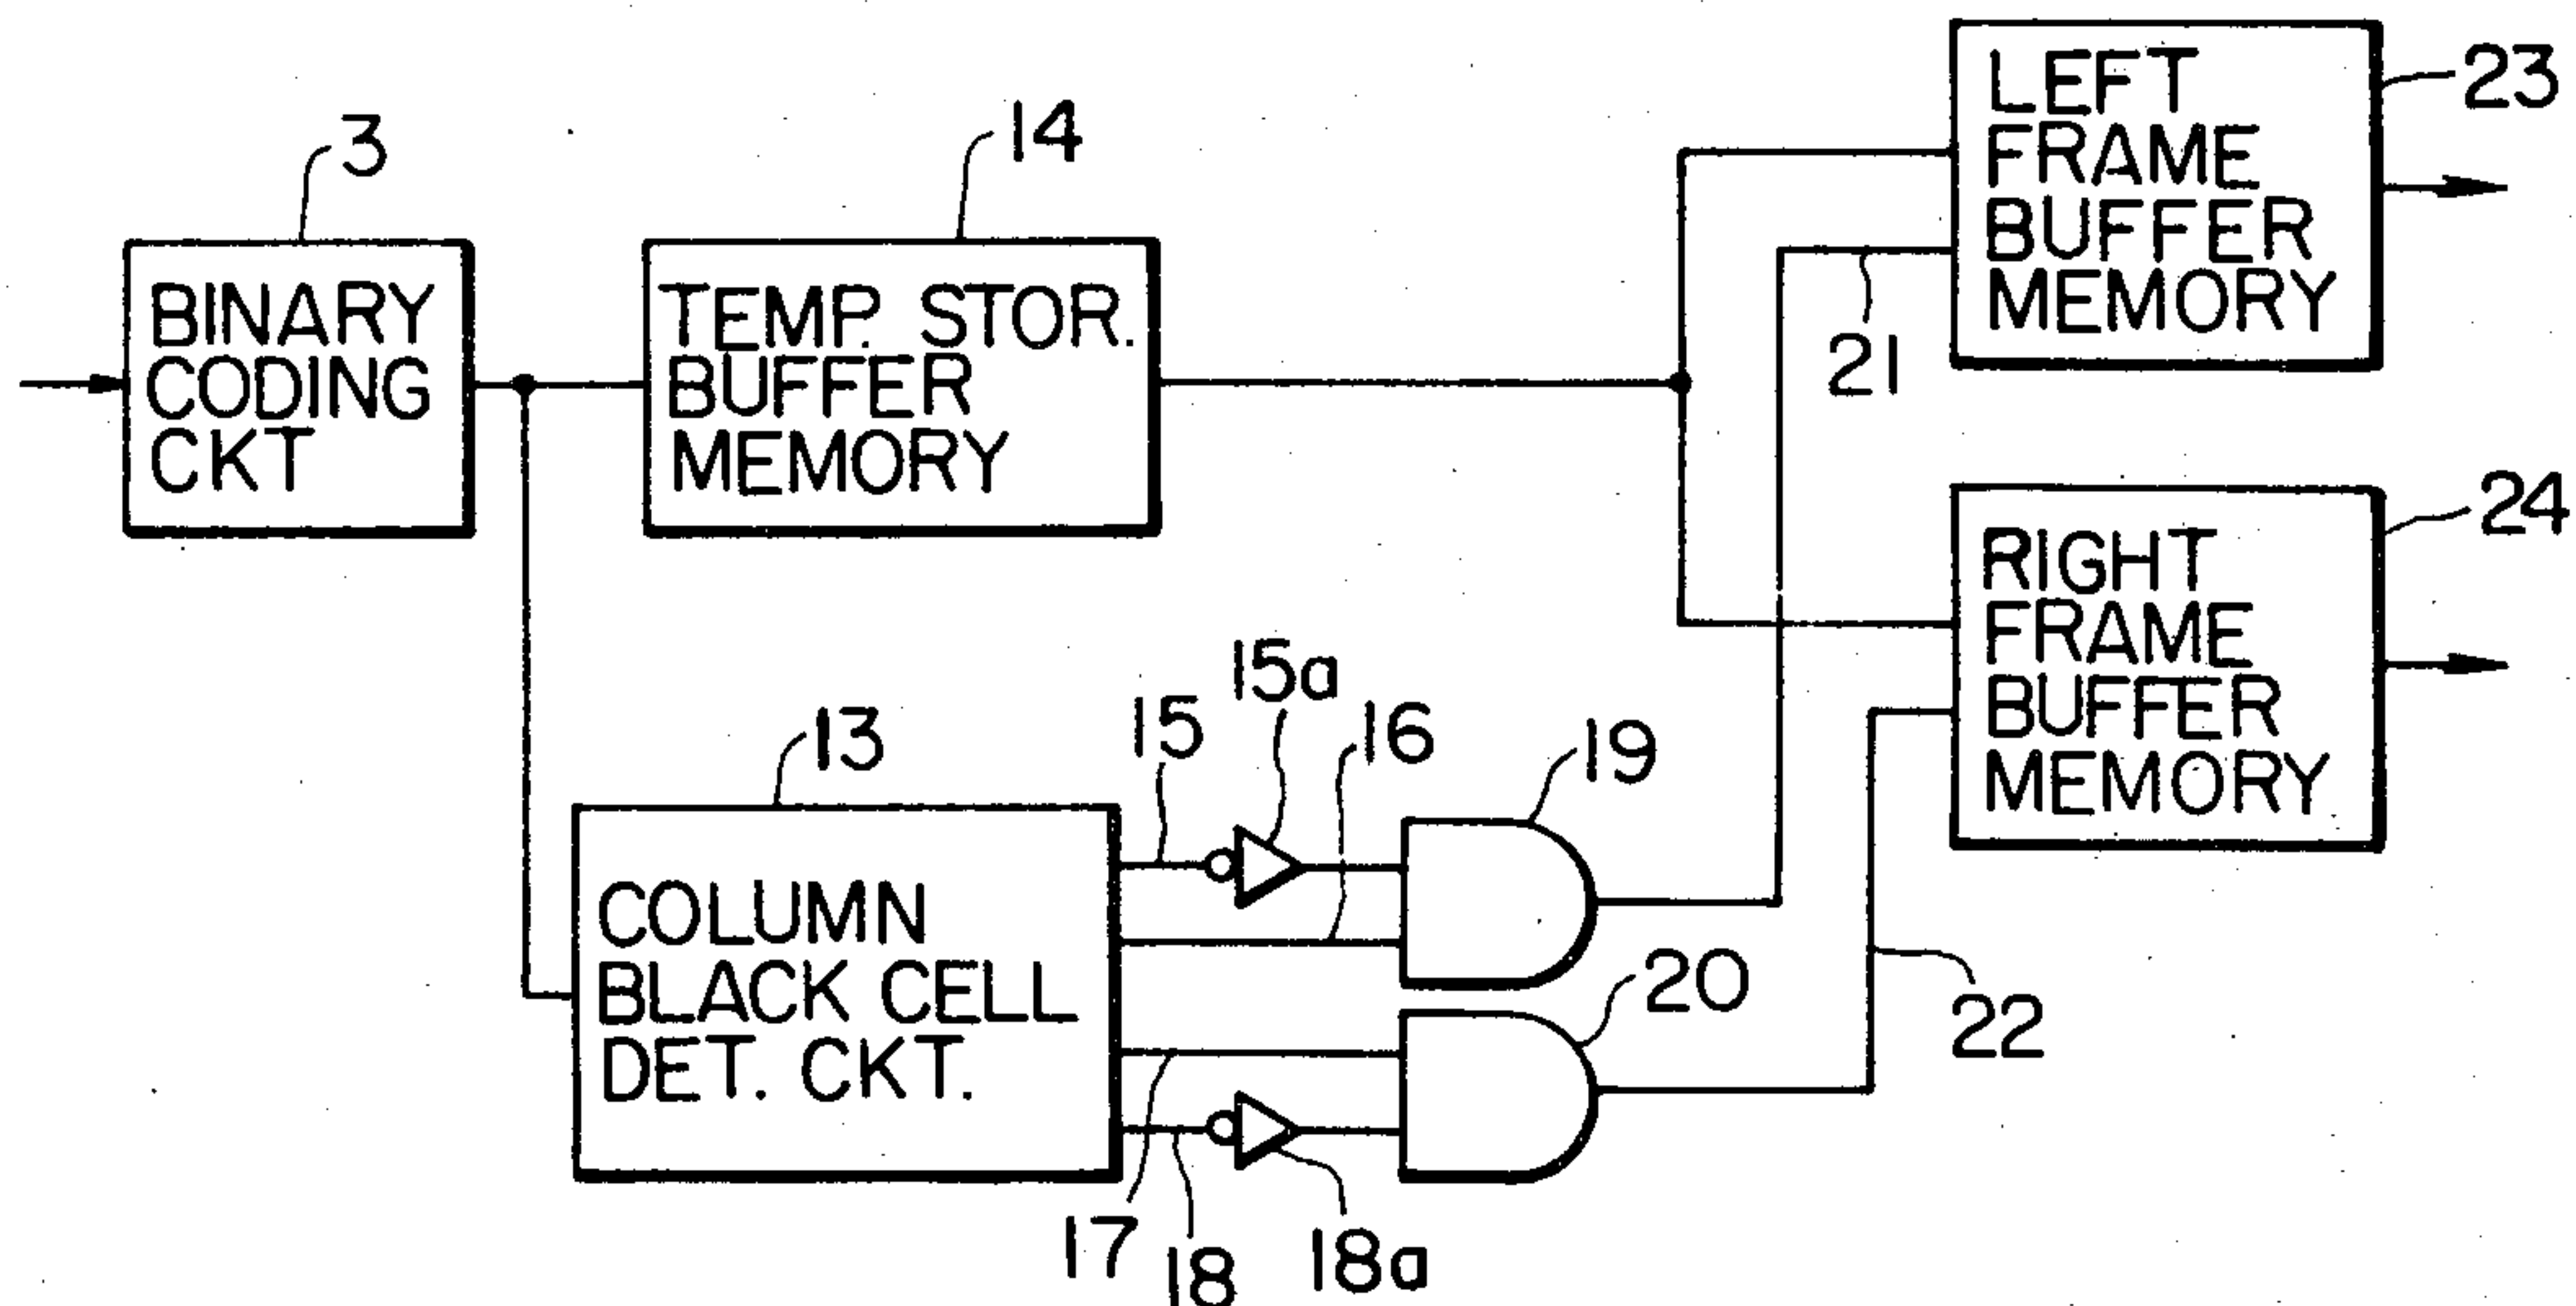 3
BINARY
CODING
CKT
14
TEMP. STOR.
BUFFER
MEMORY
23
LEFT
FRAME
BUFFER
MEMORY
21
24
RIGHT
FRAME
BUFFER
MEMORY
13
COLUMN
BLACK CELL
DET. CKT.
15
15a
16
19
20
22
17
18
18a